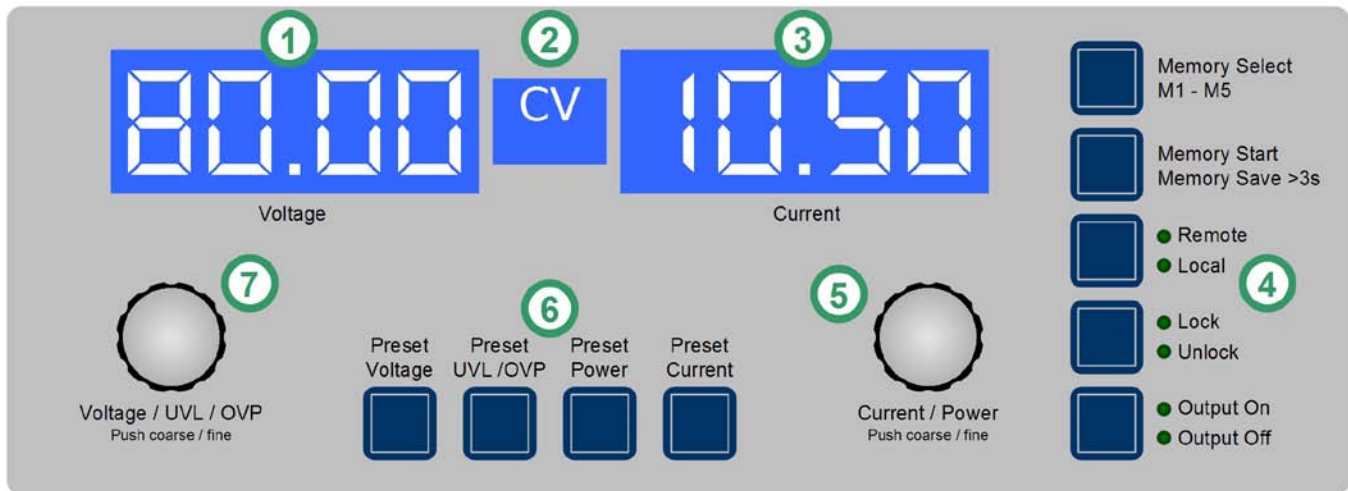 1
2
3
80.00
CV
10.50
Voltage
Current
Memory Select
M1 - M5
Memory Start
Memory Save >3s
Remote
Local
4
Lock
Unlock
Output On
Output Off
7
Voltage / UVL / OVP
Push coarse / fine
6
Preset
Voltage
Preset
UVL /OVP
Preset
Power
Preset
Current
5
Current / Power
Push coarse / fine